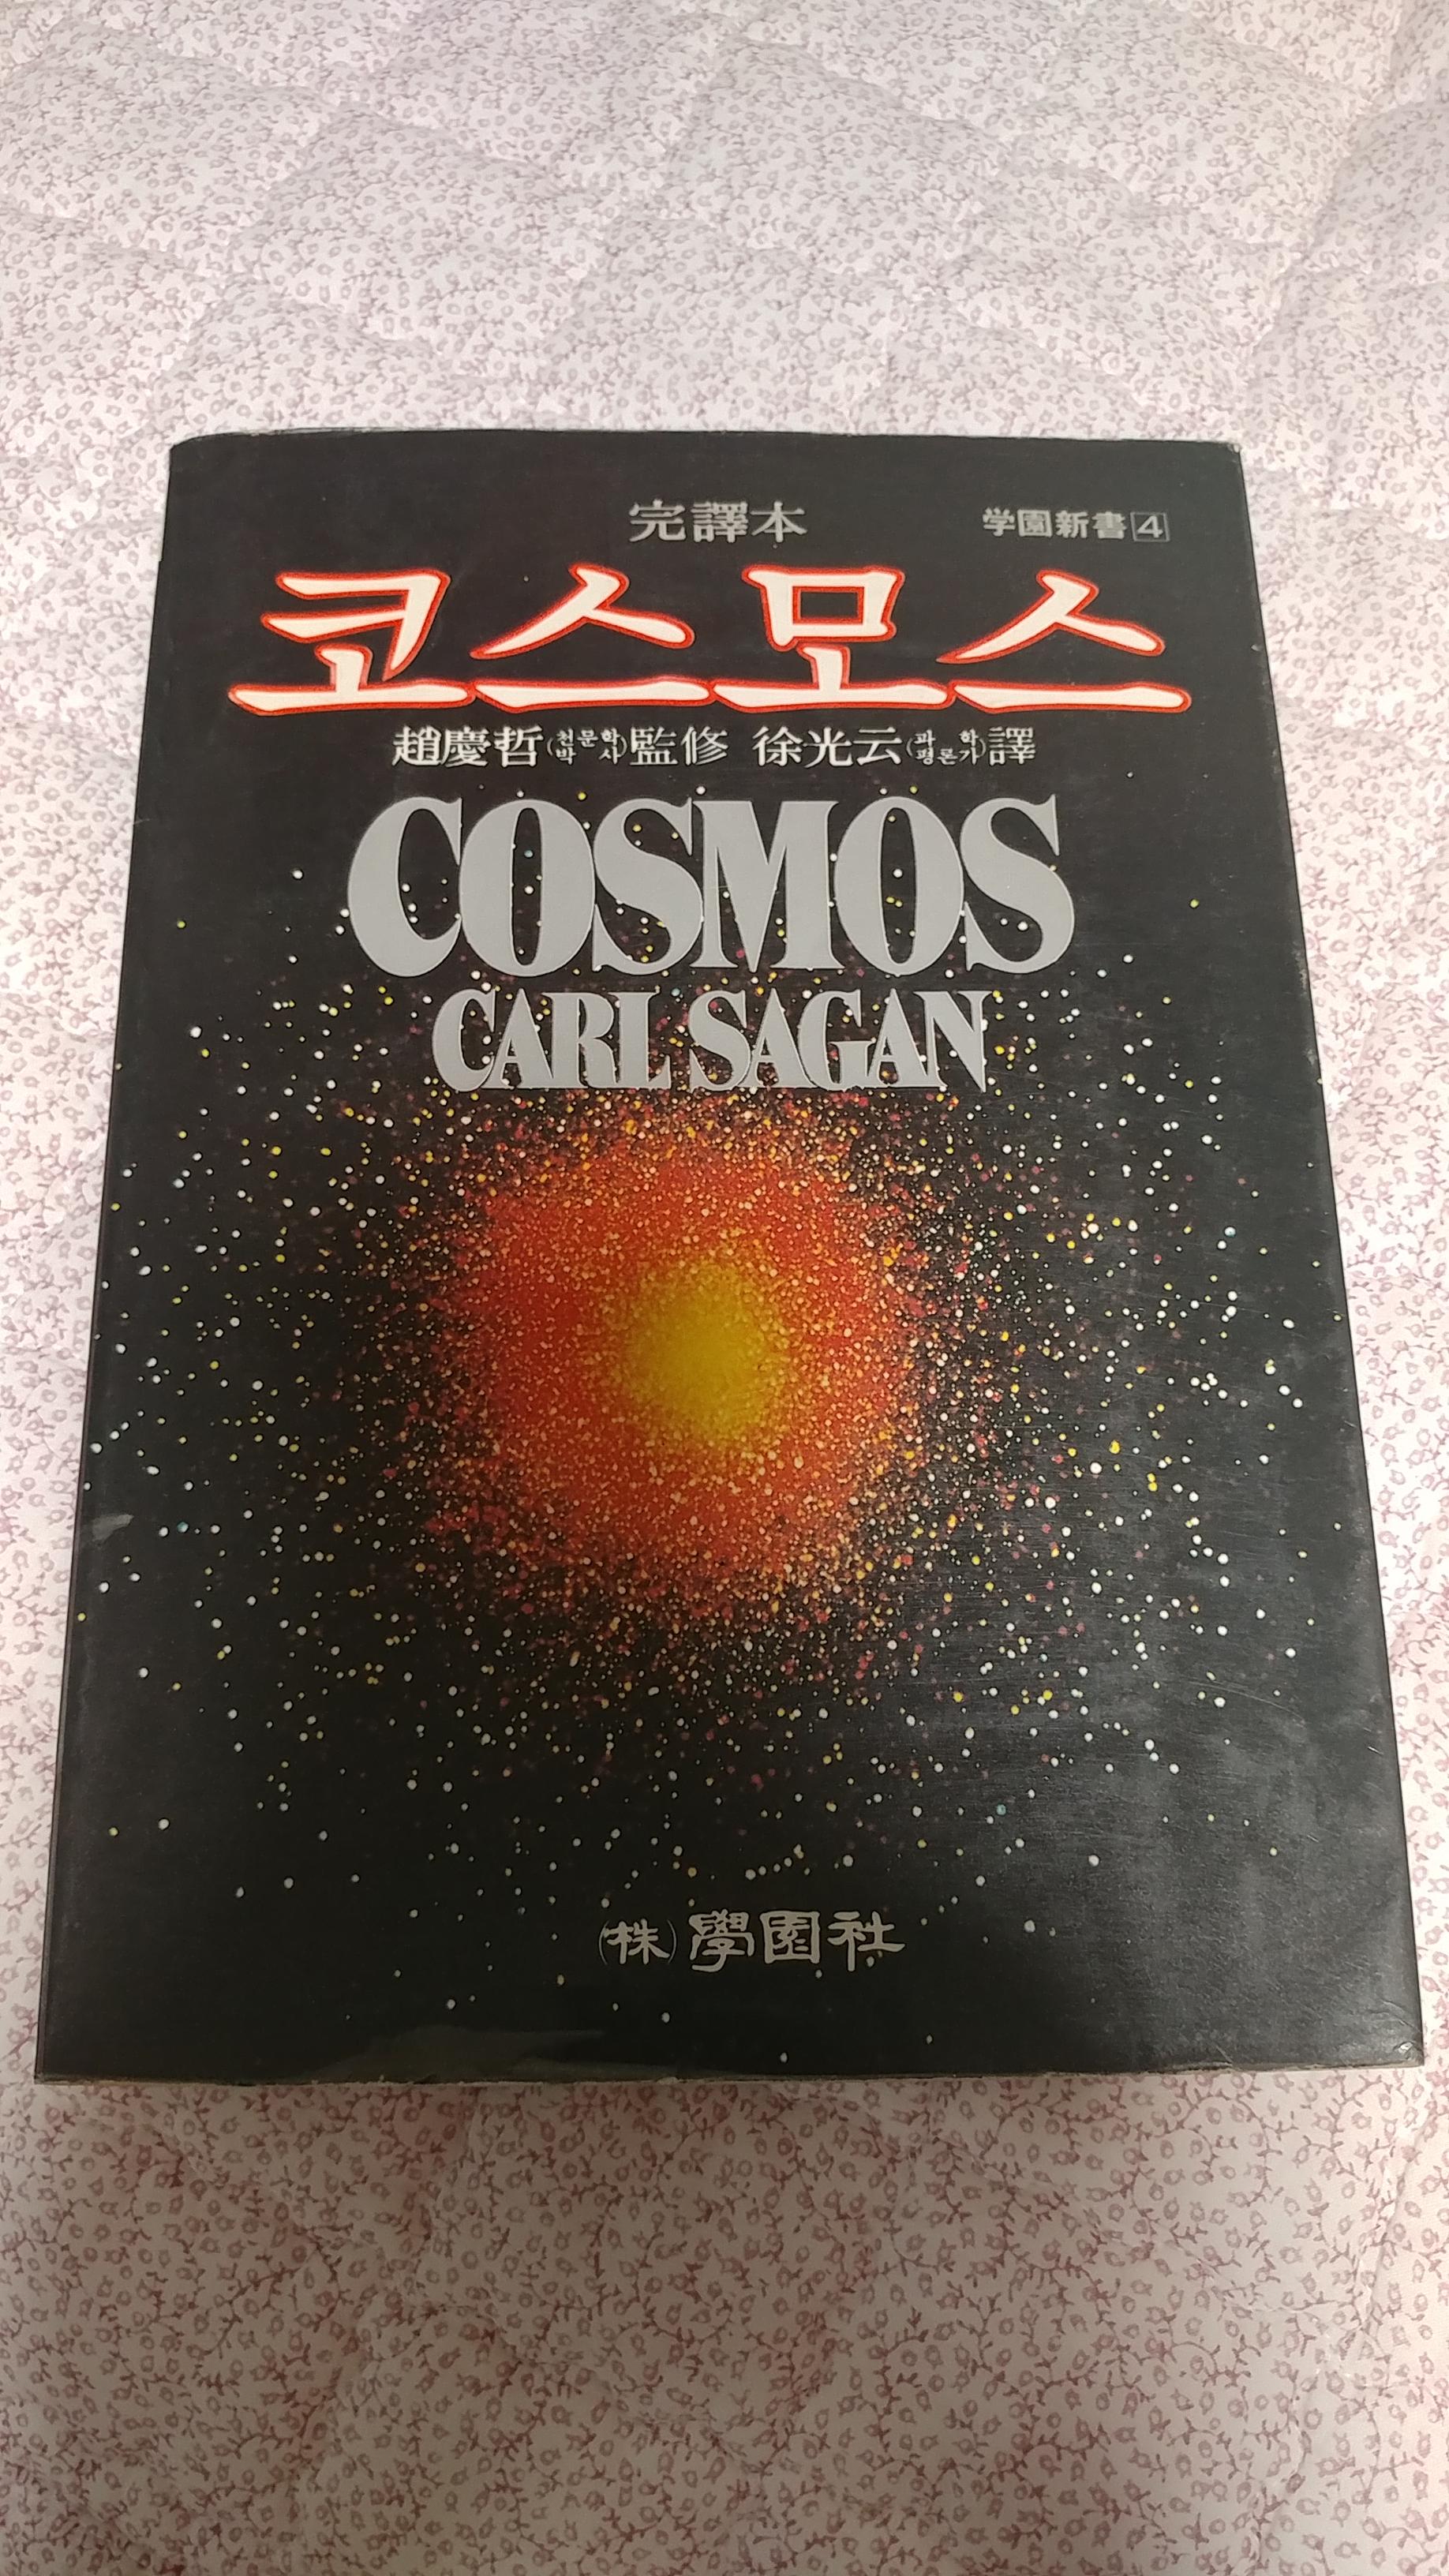 完譯本 学園新書4
코스모스
趙慶哲(천문학박사)監修 徐光云(과학평론가)譯
COSMOS
CARL SAGAN
(株)學園社